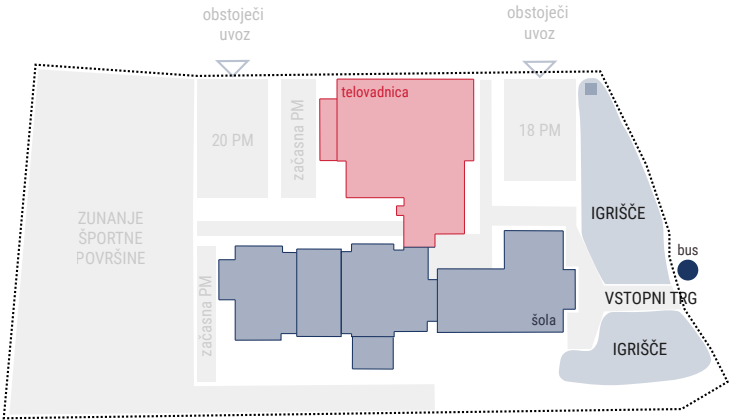 obstoječi
uvoz
obstoječi
uvoz
telovadnica
20 PM
začasna PM
18 PM
ZUNANJE
ŠPORTNE
POVRŠINE
IGRIŠČE
bus
začasna PM
VSTOPNI TRG
šola
IGRIŠČE